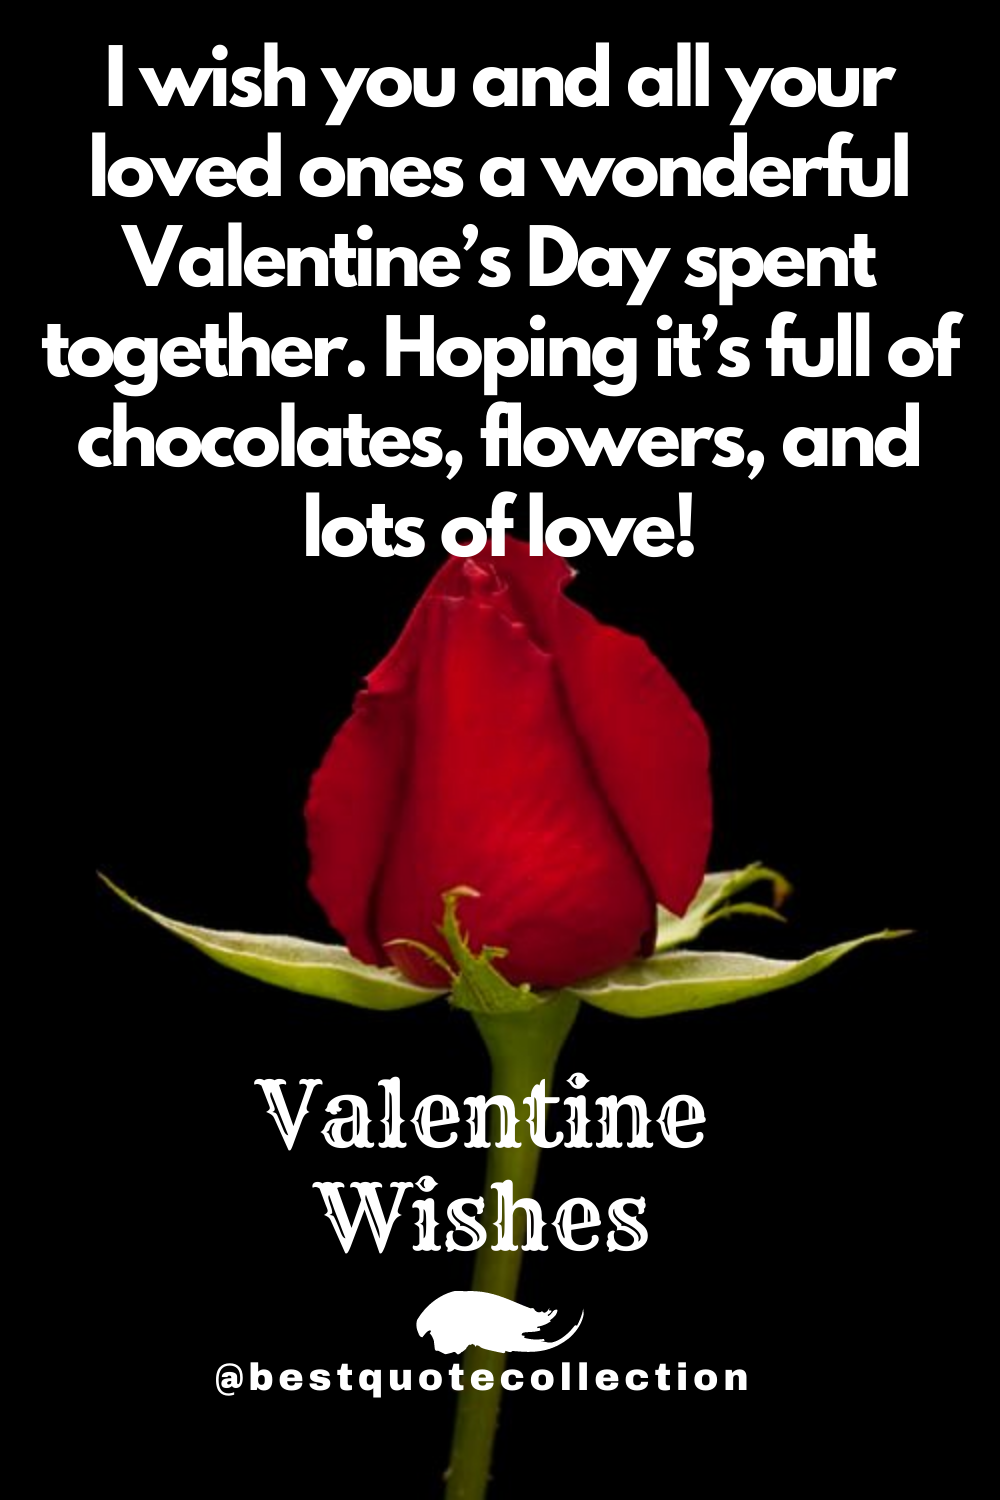 I wish you and all your
loved ones a wonderful
Valentine’s Day spent
together. Hoping it’s full of
chocolates, flowers, and
lots of love!
Valentine
Wishes
@bestquotecollection